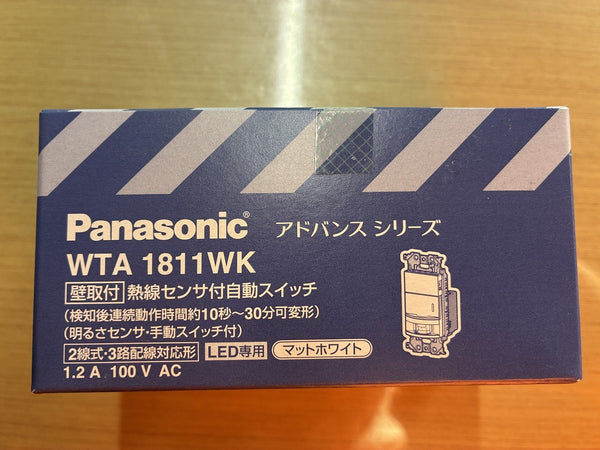 Panasonic® アドバンス シリーズ
WTA 1811WK
壁取付 熱線センサ付自動スイッチ
(検知後連続動作時間約10秒～30分可変形)
(明るさセンサ・手動スイッチ付)
2線式・3路配線対応形 LED専用 マットホワイト
1.2 A 100 V AC